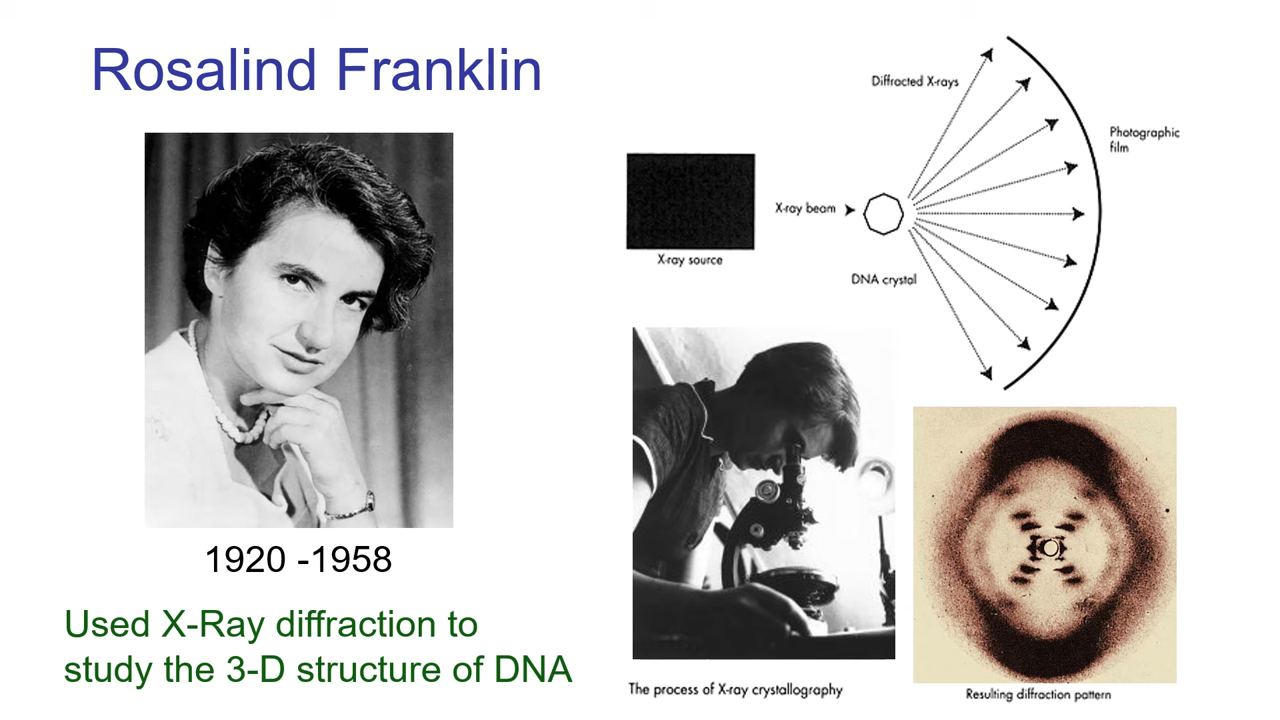 Rosalind Franklin
1920 -1958
Used X-Ray diffraction to
study the 3-D structure of DNA
Diffracted X-rays
Photographic
film
X-ray beam
X-ray source
DNA crystal
The process of X-ray crystallography
Resulting diffraction pattern